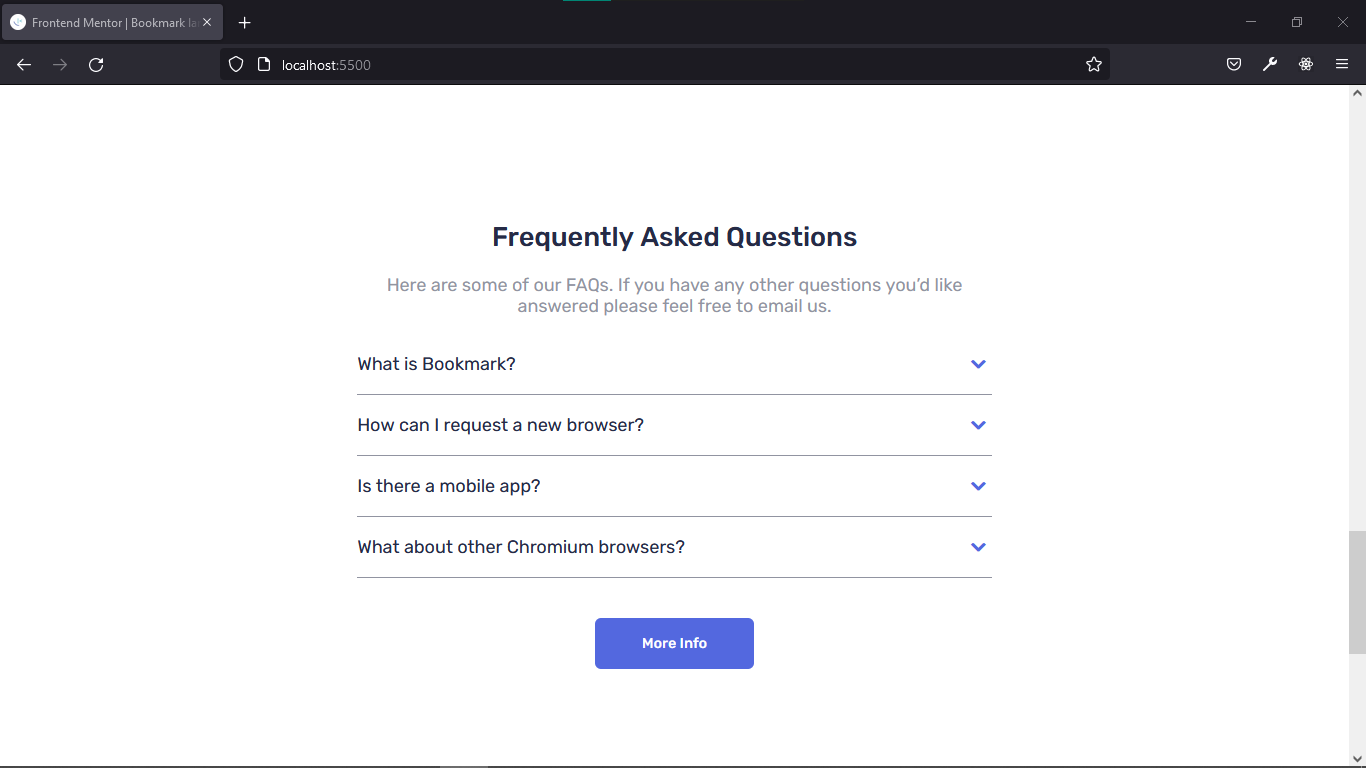 Frontend Mentor | Bookmark la
localhost:5500
Frequently Asked Questions
Here are some of our FAQs. If you have any other questions you’d like
answered please feel free to email us.
What is Bookmark?
How can I request a new browser?
Is there a mobile app?
What about other Chromium browsers?
More Info